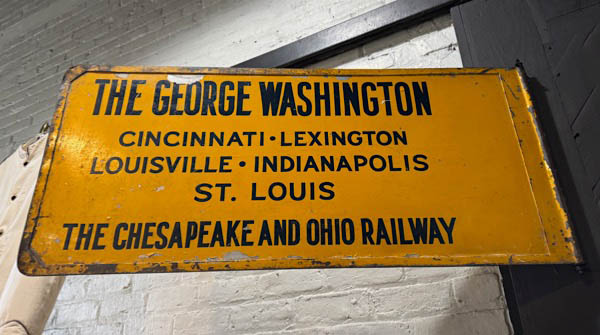 THE GEORGE WASHINGTON
CINCINNATI • LEXINGTON
LOUISVILLE • INDIANAPOLIS
ST. LOUIS
THE CHESAPEAKE AND OHIO RAILWAY